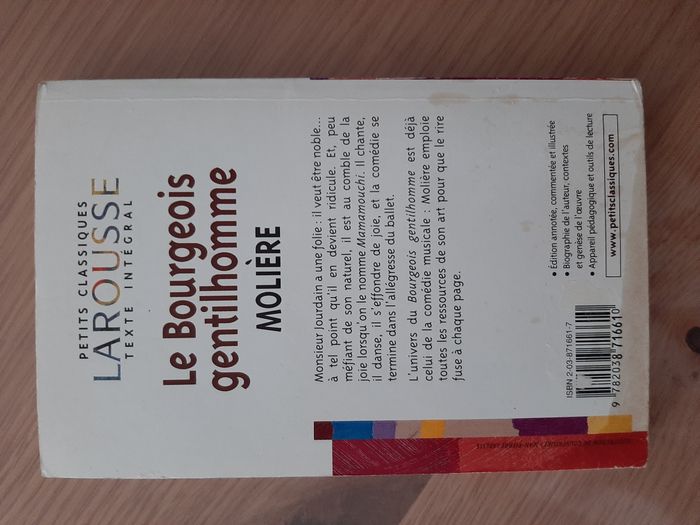 PETITS CLASSIQUES
LAROUSSE
TEXTE INTÉGRAL
Le Bourgeois
gentilhomme
MOLIÈRE
Monsieur Jourdain a une folie : il veut être noble...
à tel point qu'il en devient ridicule. Et, peu
méfiant de son naturel, il est au comble de la
joie lorsqu'on le nomme Mamamouchi. Il chante,
il danse, il s'effondre de joie, et la comédie se
termine dans l'allégresse du ballet.
L'univers du Bourgeois gentilhomme est déjà
celui de la comédie musicale : Molière emploie
toutes les ressources de son art pour que le rire
fuse à chaque page.
• Édition annotée, commentée et illustrée
• Biographie de l'auteur, contextes
et genèse de l'œuvre
• Appareil pédagogique et outils de lecture
www.petitsclassiques.com
ISBN 2-03-871661-7
9 782038 716610